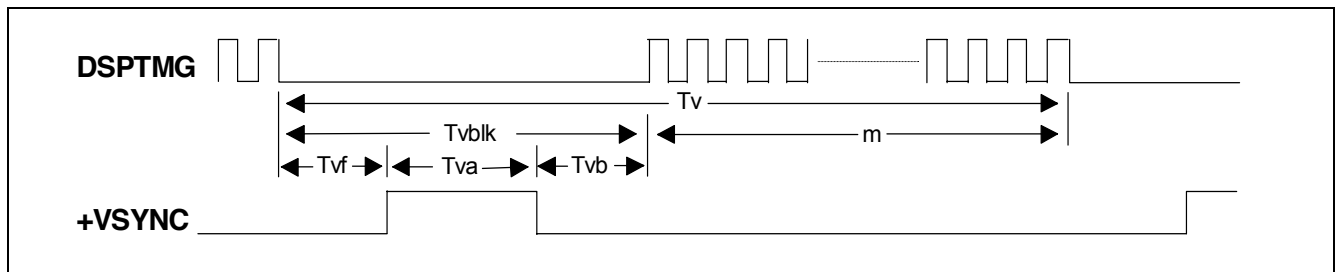 DSPTMG
Tv
Tvblk
m
Tvf
Tva
Tvb
+VSYNC